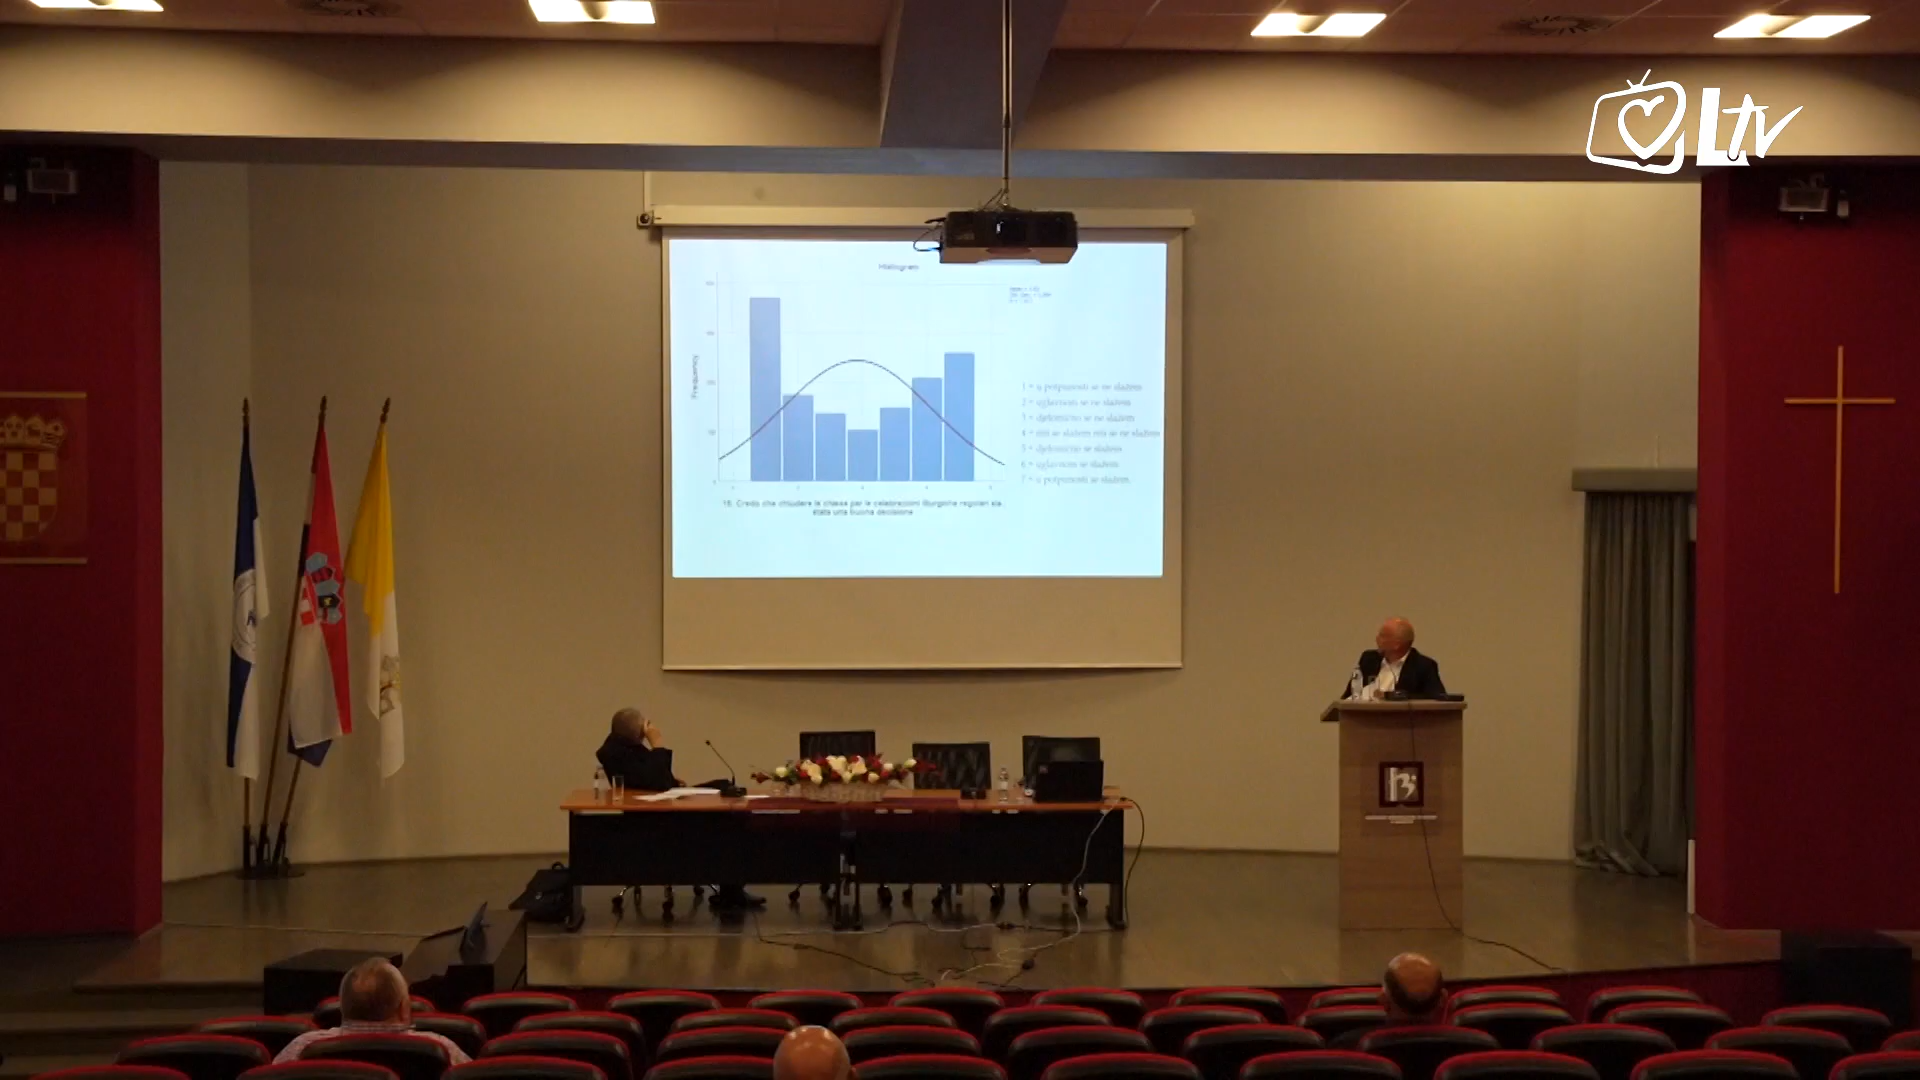 LTV
Histogram
Frequency
1 = u potpunosti se ne slažem
2 = uglavnom se ne slažem
3 = djelomično se ne slažem
4 = niti se slažem niti se ne slažem
5 = djelomično se slažem
6 = uglavnom se slažem
7 = u potpunosti se slažem
Credo che chiudere le chiese per le celebrazioni liturgiche regolari sia
stata una buona decisione